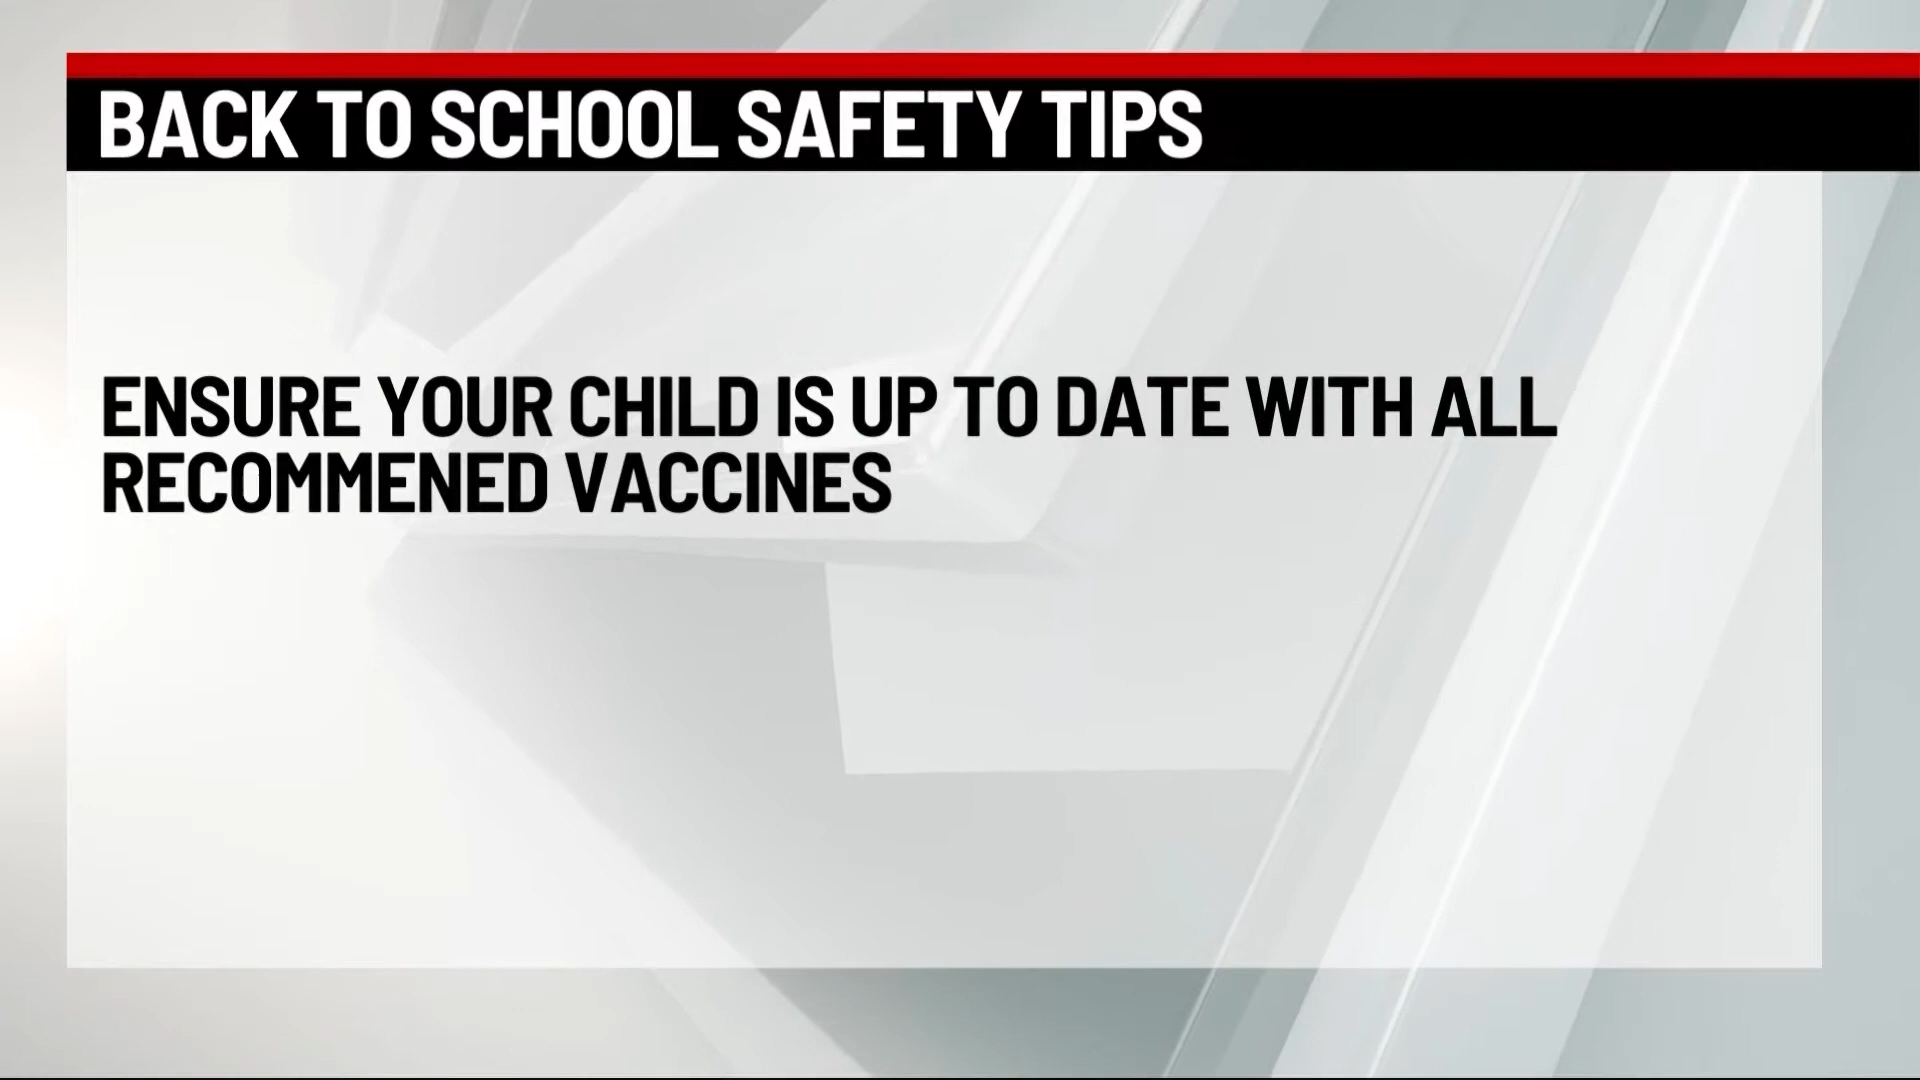 BACK TO SCHOOL SAFETY TIPS
ENSURE YOUR CHILD IS UP TO DATE WITH ALL
RECOMMENED VACCINES